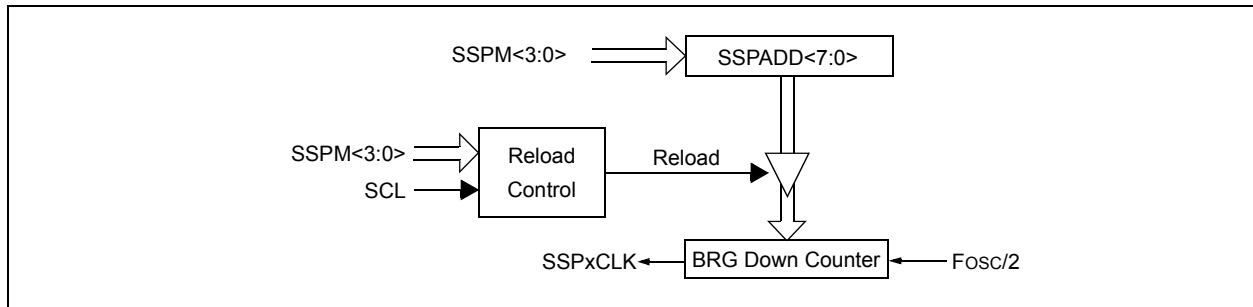 SSPM<3:0>
SSPADD<7:0>
SSPM<3:0>
SCL
Reload
Control
Reload
SSPxCLK
BRG Down Counter
FOSC/2